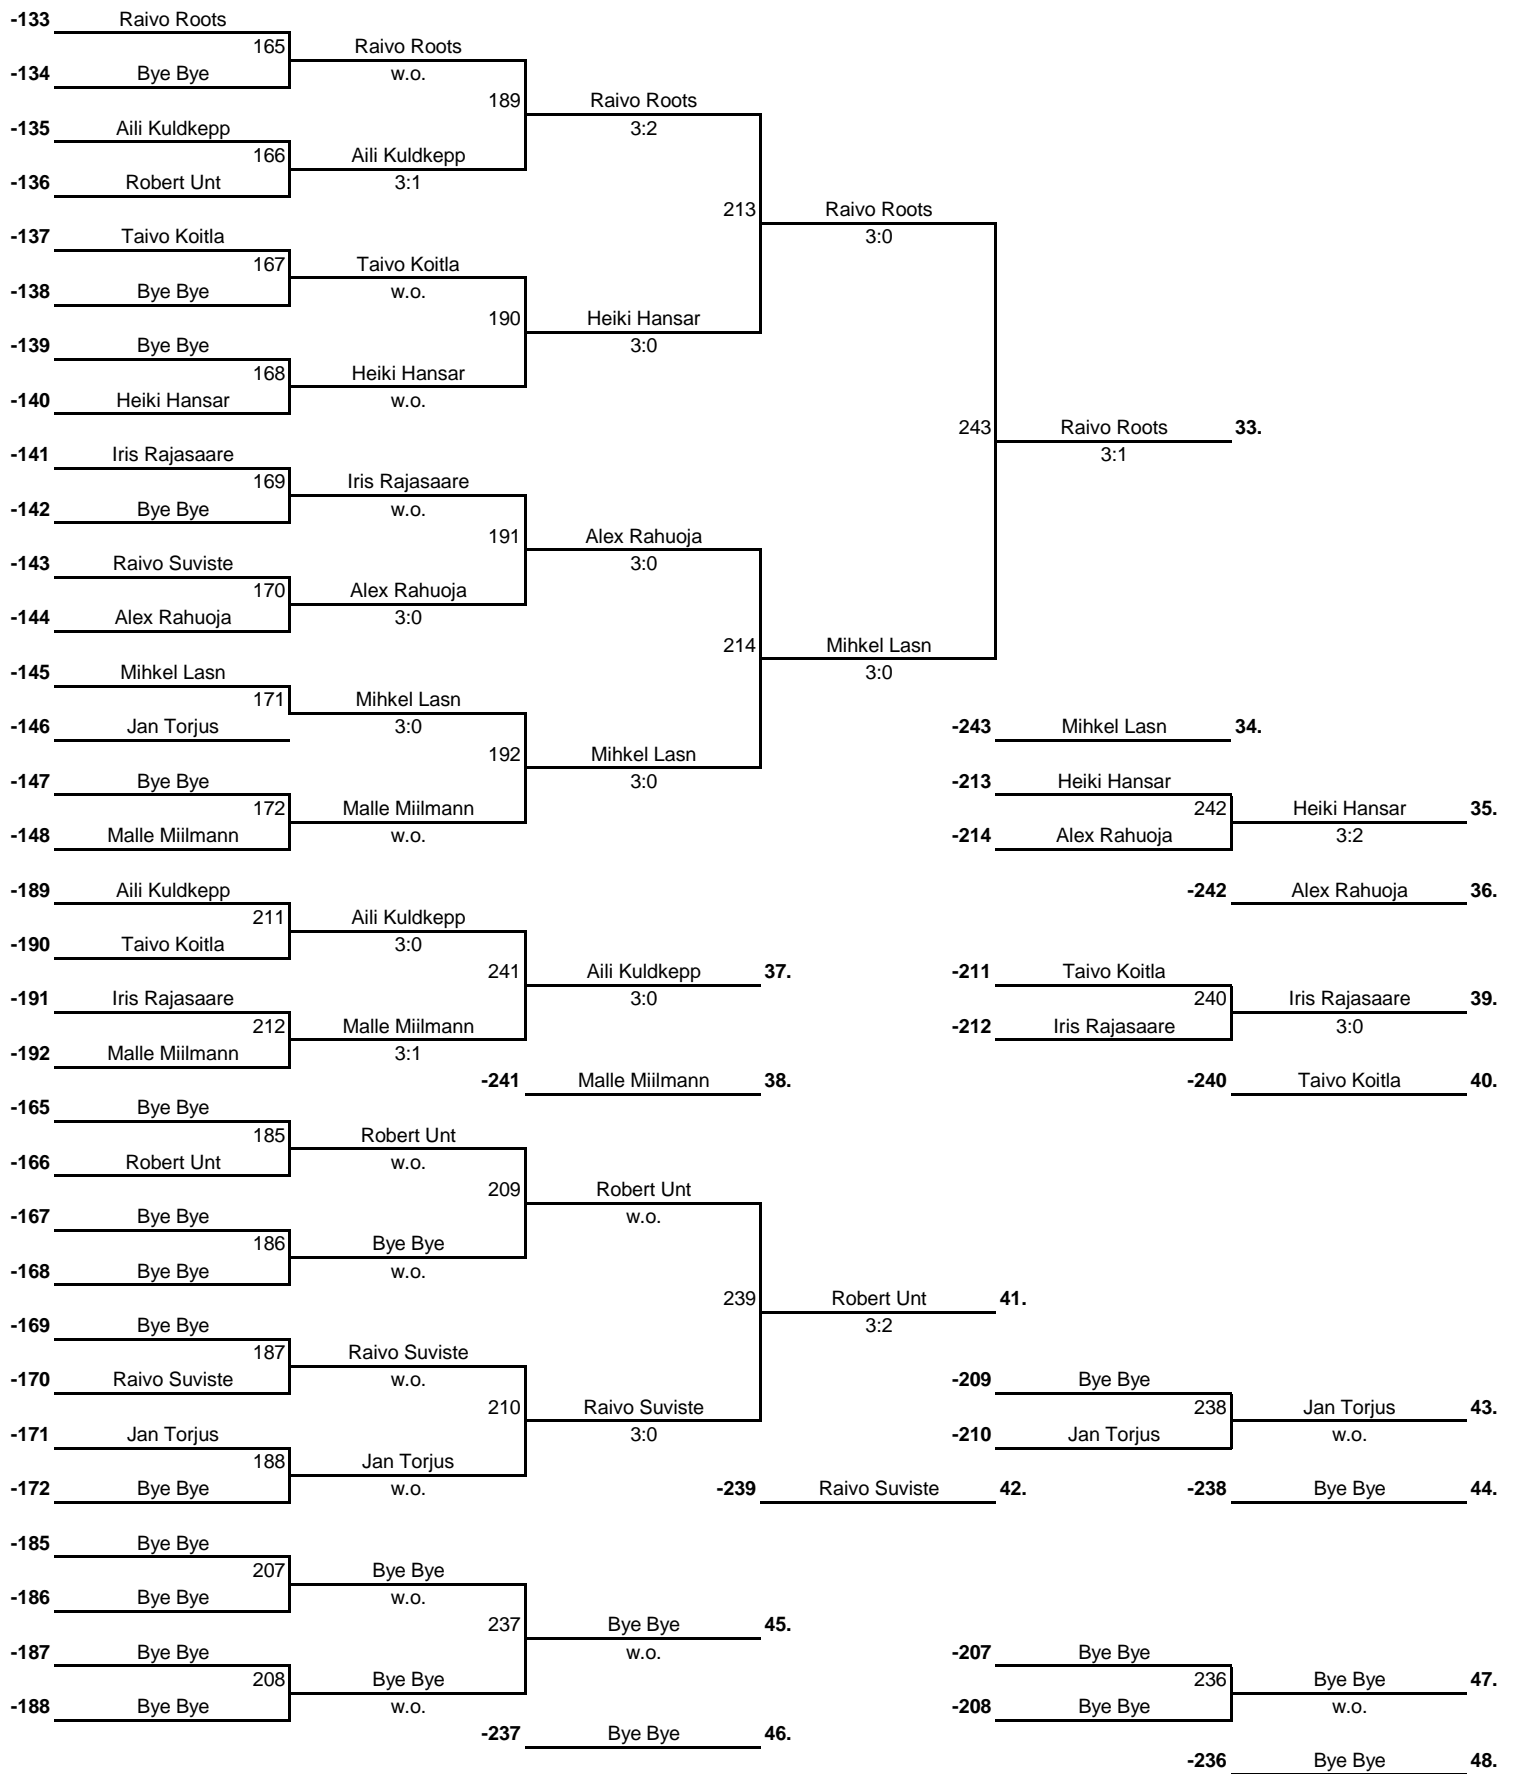 -133 Raivo Roots
165 Raivo Roots
-134 Bye Bye w.o.
189 Raivo Roots
-135 Aili Kuldkepp 3:2
166 Aili Kuldkepp
-136 Robert Unt 3:1
213 Raivo Roots
-137 Taivo Koitla 3:0
167 Taivo Koitla
-138 Bye Bye w.o.
190 Heiki Hansar
-139 Bye Bye 3:0
168 Heiki Hansar
-140 Heiki Hansar w.o.
243 Raivo Roots 33.
-141 Iris Rajasaare 3:1
169 Iris Rajasaare
-142 Bye Bye w.o.
191 Alex Rahuoja
-143 Raivo Suviste 3:0
170 Alex Rahuoja
-144 Alex Rahuoja 3:0
214 Mihkel Lasn
-145 Mihkel Lasn 3:0
171 Mihkel Lasn
-146 Jan Torjus 3:0 -243 Mihkel Lasn 34.
192 Mihkel Lasn
-147 Bye Bye 3:0 -213 Heiki Hansar
172 Malle Miilmann 242 Heiki Hansar 35.
-148 Malle Miilmann w.o. -214 Alex Rahuoja 3:2
-189 Aili Kuldkepp -242 Alex Rahuoja 36.
211 Aili Kuldkepp
-190 Taivo Koitla 3:0
241 Aili Kuldkepp 37. -211 Taivo Koitla
-191 Iris Rajasaare 3:0 240 Iris Rajasaare 39.
212 Malle Miilmann -212 Iris Rajasaare 3:0
-192 Malle Miilmann 3:1
-241 Malle Miilmann 38. -240 Taivo Koitla 40.
-165 Bye Bye
185 Robert Unt
-166 Robert Unt w.o.
209 Robert Unt
-167 Bye Bye w.o.
186 Bye Bye
-168 Bye Bye w.o.
239 Robert Unt 41.
-169 Bye Bye 3:2
187 Raivo Suviste
-170 Raivo Suviste w.o. -209 Bye Bye
210 Raivo Suviste 238 Jan Torjus 43.
-171 Jan Torjus 3:0 -210 Jan Torjus w.o.
188 Jan Torjus
-172 Bye Bye w.o. -239 Raivo Suviste 42. -238 Bye Bye 44.
-185 Bye Bye
207 Bye Bye
-186 Bye Bye w.o.
237 Bye Bye 45.
-187 Bye Bye w.o. -207 Bye Bye
208 Bye Bye 236 Bye Bye 47.
-188 Bye Bye w.o. -208 Bye Bye w.o.
-237 Bye Bye 46.
-236 Bye Bye 48.